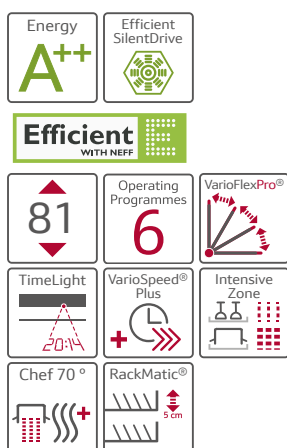 Energy
A++
Efficient
SilentDrive
Efficient E
WITH NEFF
81
Operating
Programmes
6
VarioFlexPro®
TimeLight
20:14
VarioSpeed®
Plus
+
Intensive
Zone
Chef 70 °
+
RackMatic®
5 cm